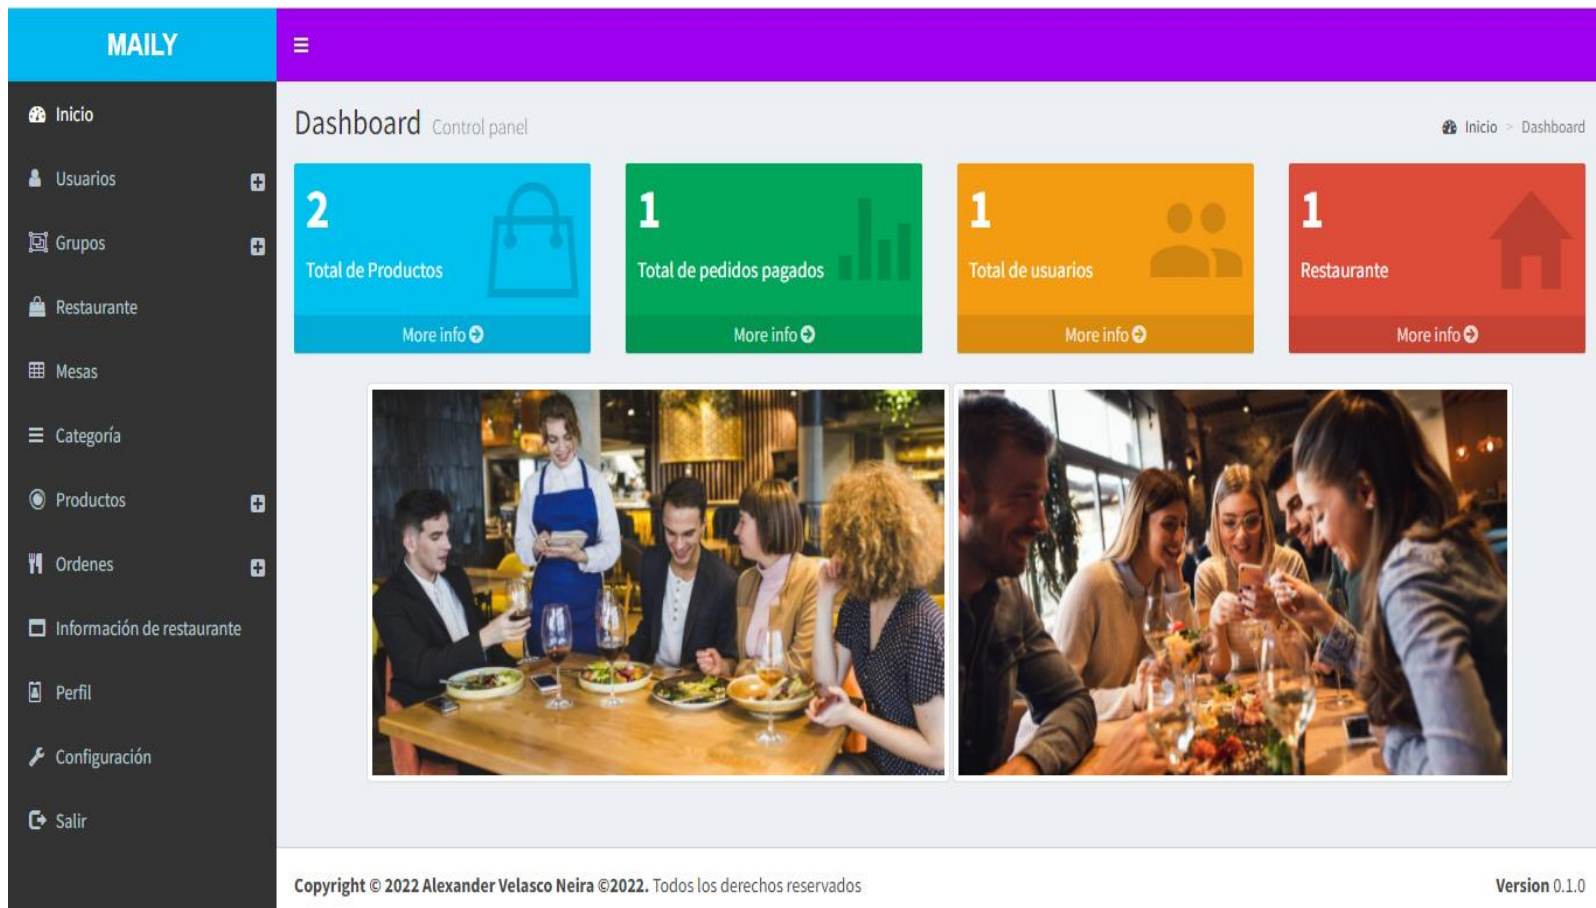 MAILY
Inicio
Usuarios
Grupos
Restaurante
Mesas
Categoría
Productos
Ordenes
Información de restaurante
Perfil
Configuración
Salir
Dashboard Control panel
Inicio > Dashboard
2
Total de Productos
More info
1
Total de pedidos pagados
More info
1
Total de usuarios
More info
1
Restaurante
More info
Copyright © 2022 Alexander Velasco Neira ©2022. Todos los derechos reservados
Version 0.1.0